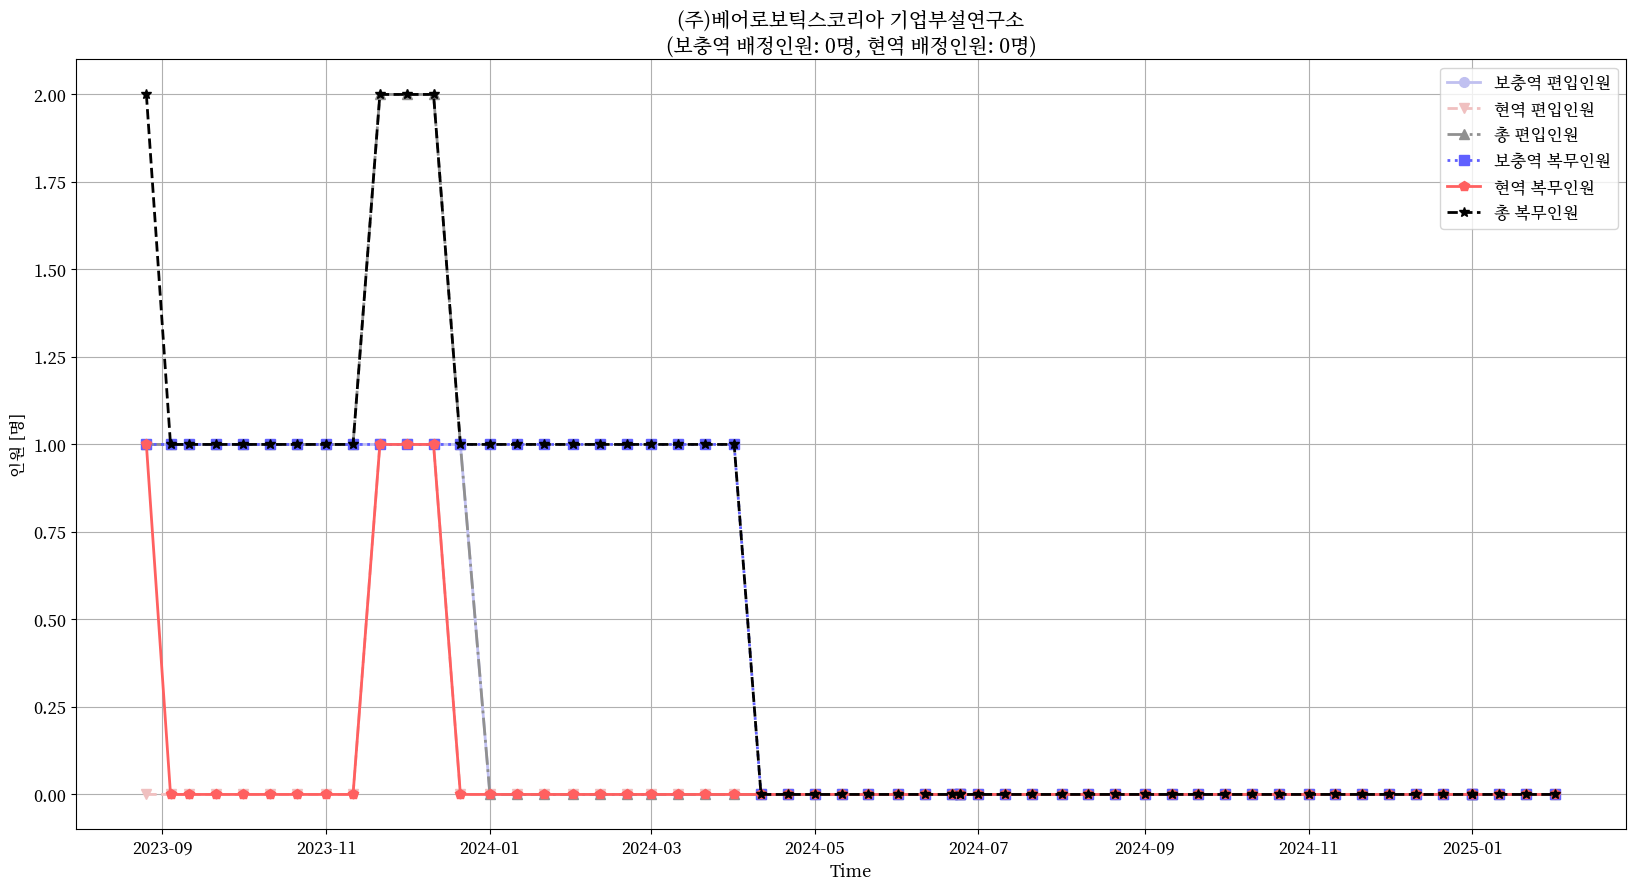 (주)베어로보틱스코리아 기업부설연구소
(보충역 배정인원: 0명, 현역 배정인원: 0명)
보충역 편입인원
현역 편입인원
총 편입인원
보충역 복무인원
현역 복무인원
총 복무인원
인원 [명]
2.00
1.75
1.50
1.25
1.00
0.75
0.50
0.25
0.00
2023-09 2023-11 2024-01 2024-03 2024-05 2024-07 2024-09 2024-11 2025-01
Time